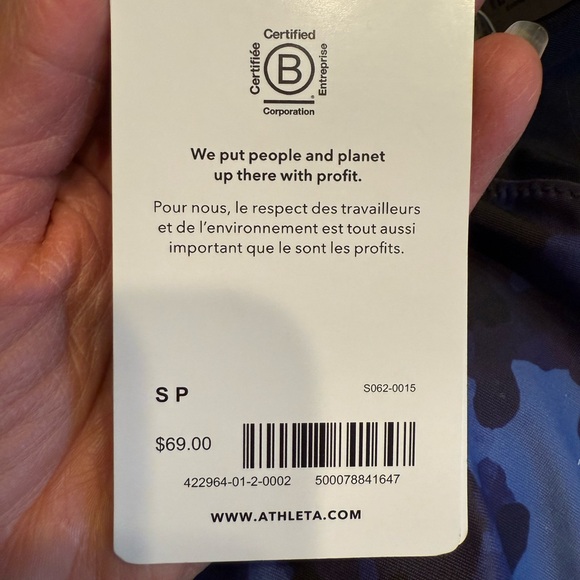 Certified
Certifiée
B
Entreprise
®
Corporation
We put people and planet
up there with profit.
Pour nous, le respect des travailleurs
et de l'environnement est tout aussi
important que le sont les profits.
S P
S062-0015
$69.00
422964-01-2-0002 500078841647
WWW.ATHLETA.COM